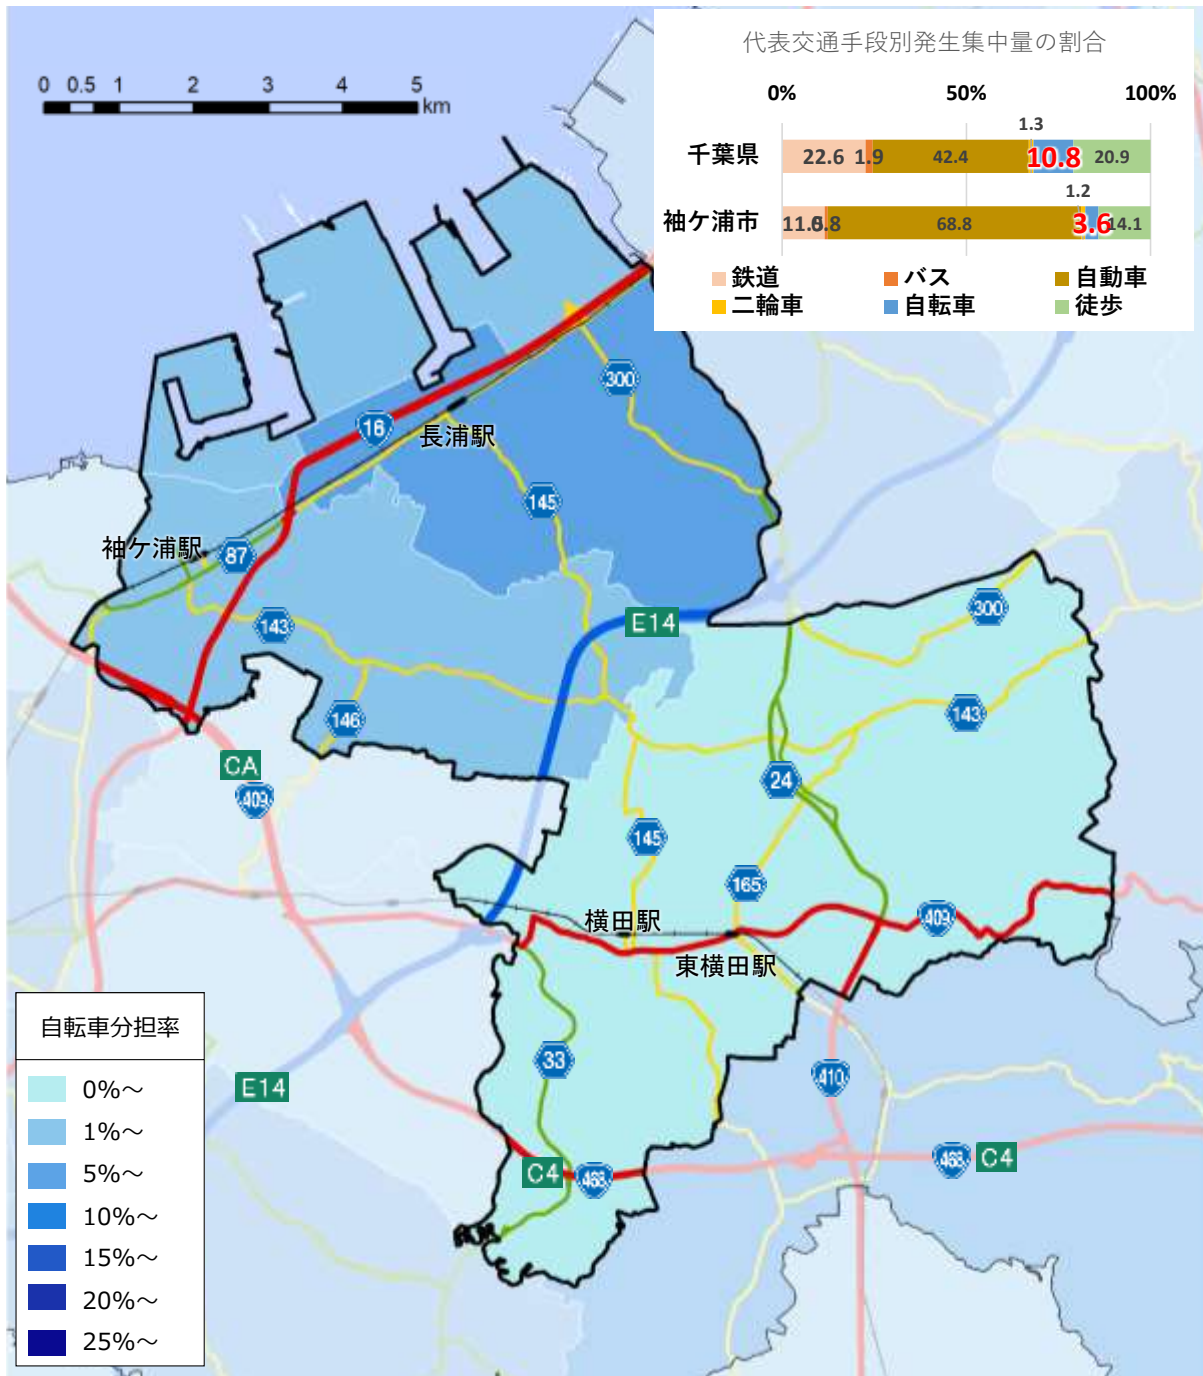 代表交通手段別発生集中量の割合
0% 50% 100%
1.3
千葉県 22.6 1.9 42.4 10.8 20.9
1.2
袖ケ浦市 11.5 0.8 68.8 3.6 14.1
鉄道 バス 自動車
二輪車 自転車 徒歩
0 0.5 1 2 3 4 5
km
300
16
長浦駅
145
袖ケ浦駅
87
143
E14
300
146
143
CA
24
409
145
165
横田駅
409
東横田駅
33
410
E14
C4
468
468
C4
自転車分担率
0%～
1%～
5%～
10%～
15%～
20%～
25%～